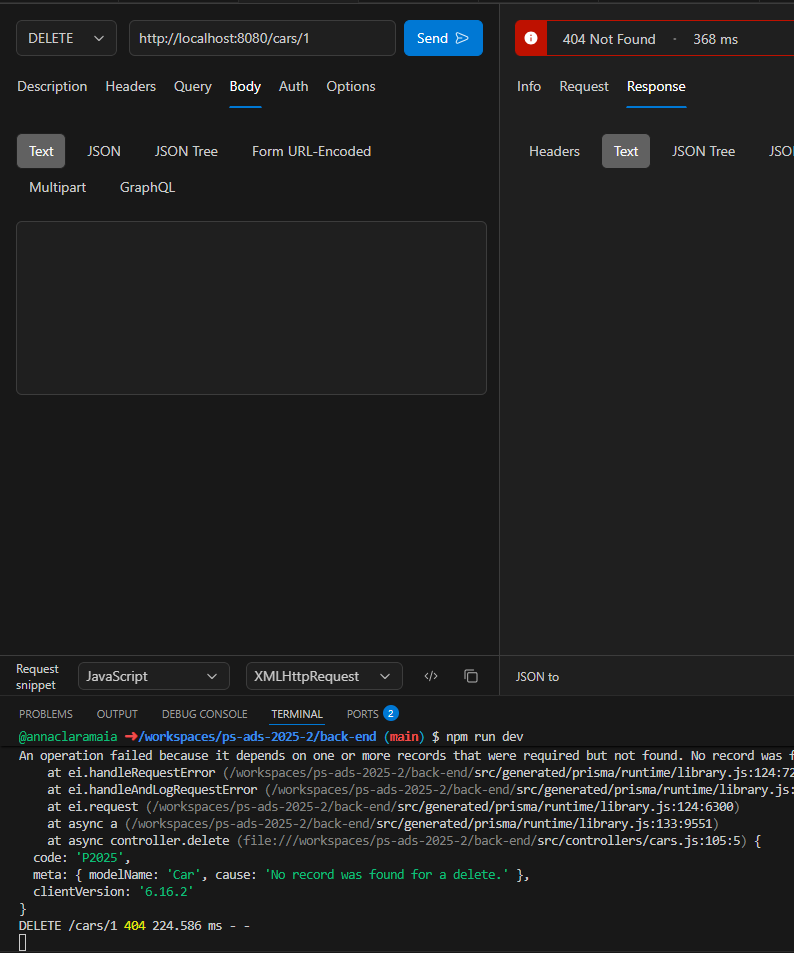 DELETE
http://localhost:8080/cars/1
Send
404 Not Found · 368 ms
Description Headers Query Body Auth Options
Info Request Response
Text JSON JSON Tree Form URL-Encoded
Multipart GraphQL
Headers Text JSON Tree JSO
Request
snippet
JavaScript
XMLHttpRequest
</>
JSON to
PROBLEMS OUTPUT DEBUG CONSOLE TERMINAL PORTS 2
@annaclaramaia ➜/workspaces/ps-ads-2025-2/back-end (main) $ npm run dev
An operation failed because it depends on one or more records that were required but not found. No record was f
at ei.handleRequestError (/workspaces/ps-ads-2025-2/back-end/src/generated/prisma/runtime/library.js:124:72
at ei.handleAndLogRequestError (/workspaces/ps-ads-2025-2/back-end/src/generated/prisma/runtime/library.js:
at ei.request (/workspaces/ps-ads-2025-2/back-end/src/generated/prisma/runtime/library.js:124:6300)
at async a (/workspaces/ps-ads-2025-2/back-end/src/generated/prisma/runtime/library.js:133:9551)
at async controller.delete (file:///workspaces/ps-ads-2025-2/back-end/src/controllers/cars.js:105:5) {
code: 'P2025',
meta: { modelName: 'Car', cause: 'No record was found for a delete.' },
clientVersion: '6.16.2'
}
DELETE /cars/1 404 224.586 ms - -